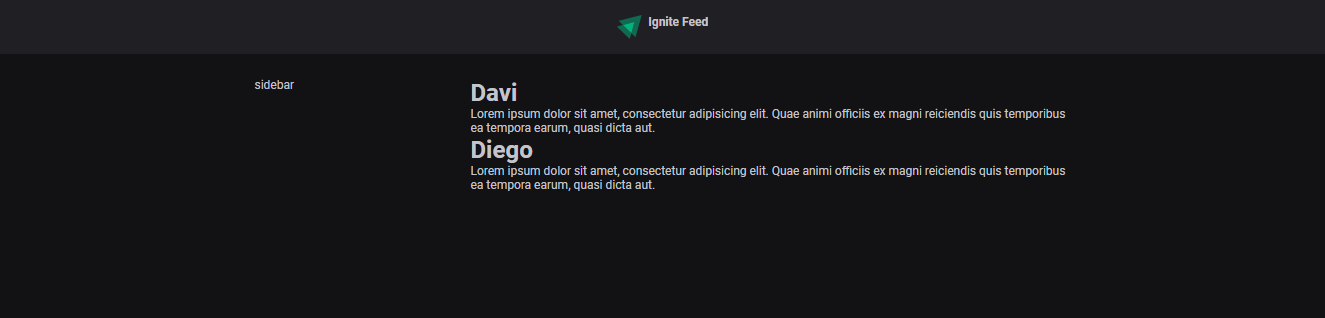 Ignite Feed
sidebar
Davi
Lorem ipsum dolor sit amet, consectetur adipisicing elit. Quae animi officiis ex magni reiciendis quis temporibus
ea tempora earum, quasi dicta aut.
Diego
Lorem ipsum dolor sit amet, consectetur adipisicing elit. Quae animi officiis ex magni reiciendis quis temporibus
ea tempora earum, quasi dicta aut.